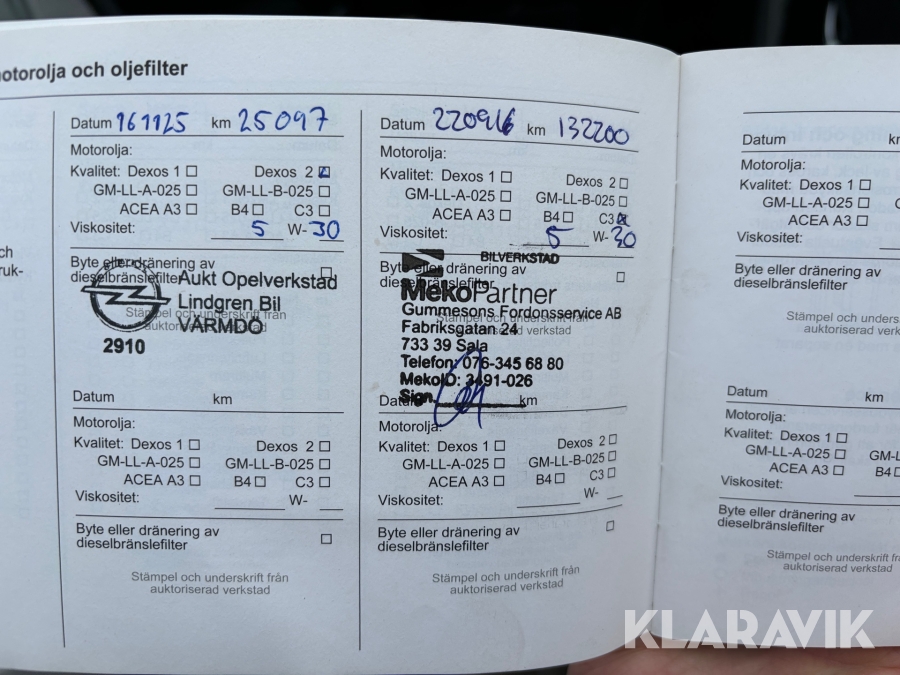 motorolja och oljefilter
Datum 161125 km 25097
Motorolja:
Kvalitet: Dexos 1 ☐ Dexos 2 ☒
GM-LL-A-025 ☐ GM-LL-B-025 ☐
ACEA A3 ☐ B4 ☐ C3 ☐
Viskositet: 5 W- 30
Byte eller dränering av
dieselbränslefilter ☐
Aukt Opelverkstad
Lindgren Bil
VÄRMDÖ
2910
Stämpel och underskrift från
auktoriserad verkstad
Datum km
Motorolja:
Kvalitet: Dexos 1 ☐ Dexos 2 ☐
GM-LL-A-025 ☐ GM-LL-B-025 ☐
ACEA A3 ☐ B4 ☐ C3 ☐
Viskositet: W-
Byte eller dränering av
dieselbränslefilter ☐
Stämpel och underskrift från
auktoriserad verkstad
Datum 220916 km 132200
Motorolja:
Kvalitet: Dexos 1 ☐ Dexos 2 ☐
GM-LL-A-025 ☐ GM-LL-B-025 ☐
ACEA A3 ☐ B4 ☐ C3 ☒
Viskositet: 5 W- 30
Byte eller dränering av
dieselbränslefilter ☐
BILVERKSTAD
MekoPartner
Gummesons Fordonsservice AB
Fabriksgatan 24
733 39 Sala
Telefon: 076-345 68 80
MekoID: 3491-026
Sign.
Stämpel och underskrift från
auktoriserad verkstad
Datum km
Motorolja:
Kvalitet: Dexos 1 ☐ Dexos 2 ☐
GM-LL-A-025 ☐ GM-LL-B-025 ☐
ACEA A3 ☐ B4 ☐ C3 ☐
Viskositet: W-
Byte eller dränering av
dieselbränslefilter ☐
Stämpel och underskrift från
auktoriserad verkstad
Datum km
Motorolja:
Kvalitet: Dexos 1 ☐
GM-LL-A-025 ☐
ACEA A3 ☐
Viskositet:
Byte eller dränering av
dieselbränslefilter
Stämpel och underskrift
auktoriserad verks
Datum km
Motorolja:
Kvalitet: Dexos 1 ☐
GM-LL-A-025 ☐
ACEA A3 ☐ B4
Viskositet:
Byte eller dränering av
dieselbränslefilter
Stämpel och underskrift
auktoriserad verks
KLARAVIK